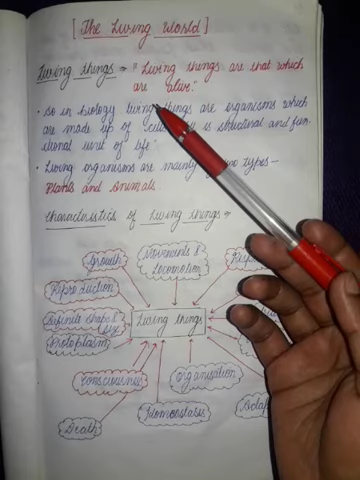 [ The Living World ]
Living things → " Living things are that which
are alive."
• So in biology living things are organisms which
are made up of is structural and fun
ctional unit of life"
• Living organisms are mainly types -
Plants and Animals
Characteristics of Living things →
Growth
Movements &
Locomotion
Reproduction
Definite shape &
size
Protoplasm
Living things
Consciousness
Organisation
Death
Homeostasis